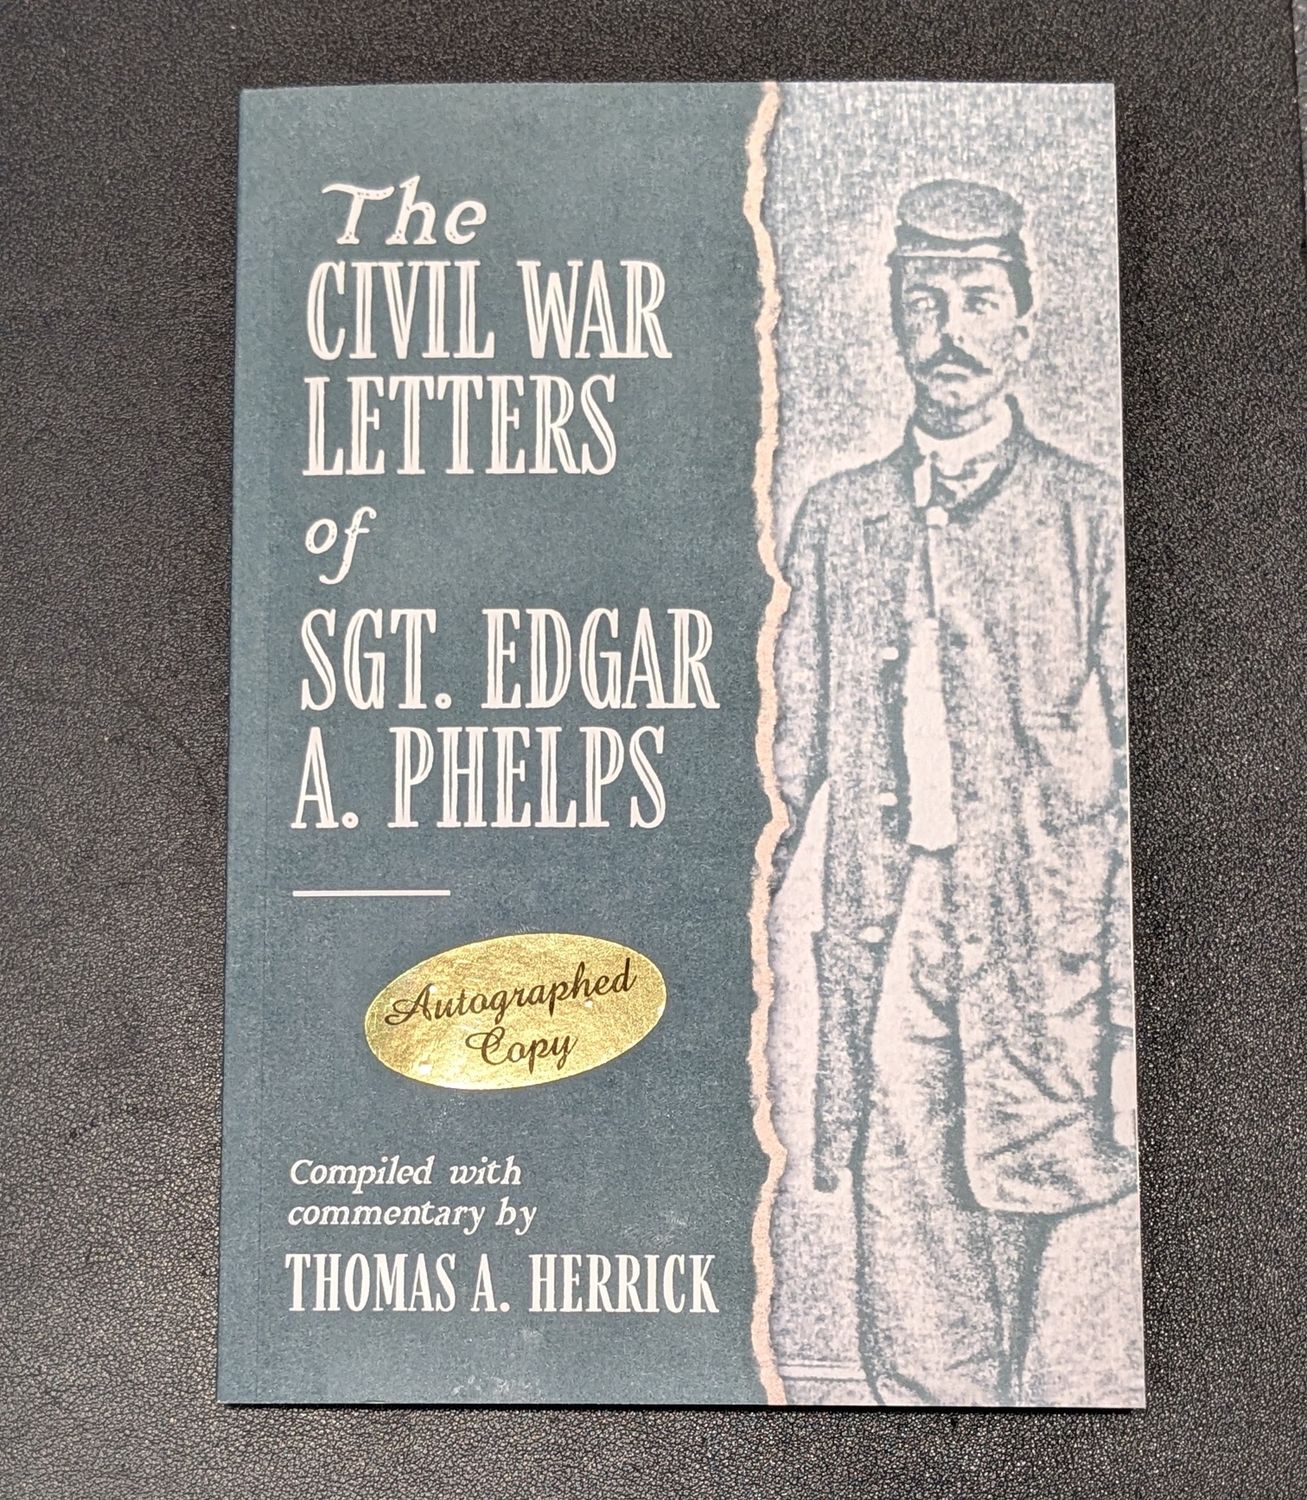 The
CIVIL WAR
LETTERS
of
SGT. EDGAR
A. PHELPS
Autographed
Copy
Compiled with
commentary by
THOMAS A. HERRICK